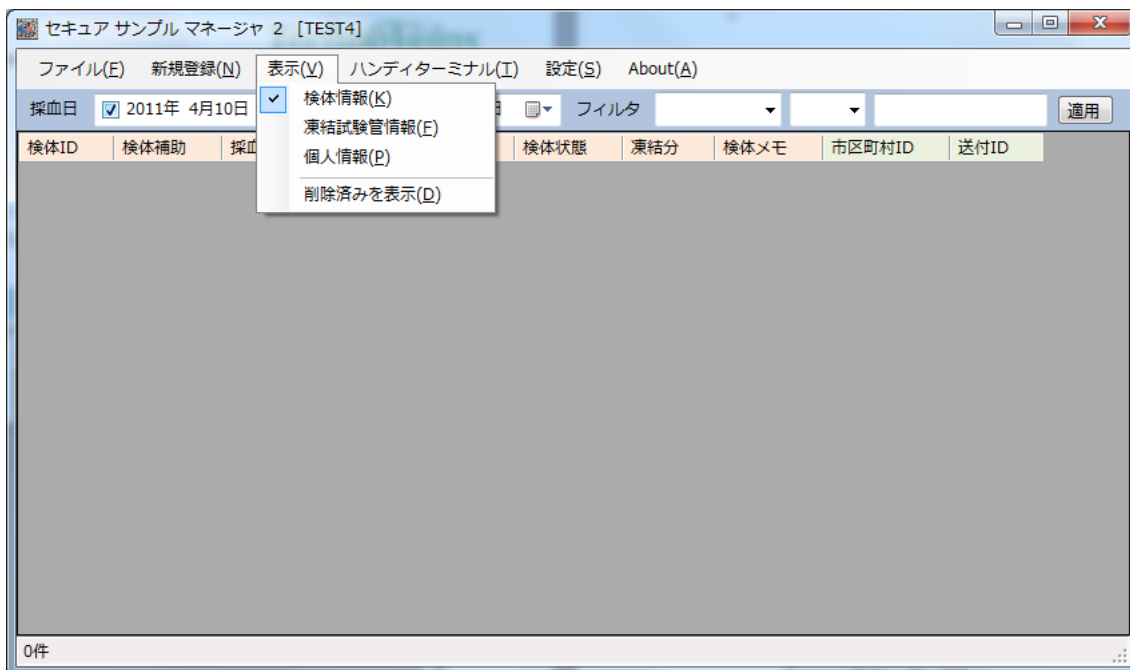 セキュア サンプル マネージャ 2 [TEST4]
ファイル(F) 新規登録(N) 表示(V) ハンディターミナル(T) 設定(S) About(A)
採血日 2011年 4月10日 フィルタ 適用
検体情報(K)
凍結試験管情報(F)
個人情報(P)
削除済みを表示(D)
検体ID 検体補助 採血 検体状態 凍結分 検体メモ 市区町村ID 送付ID
0件